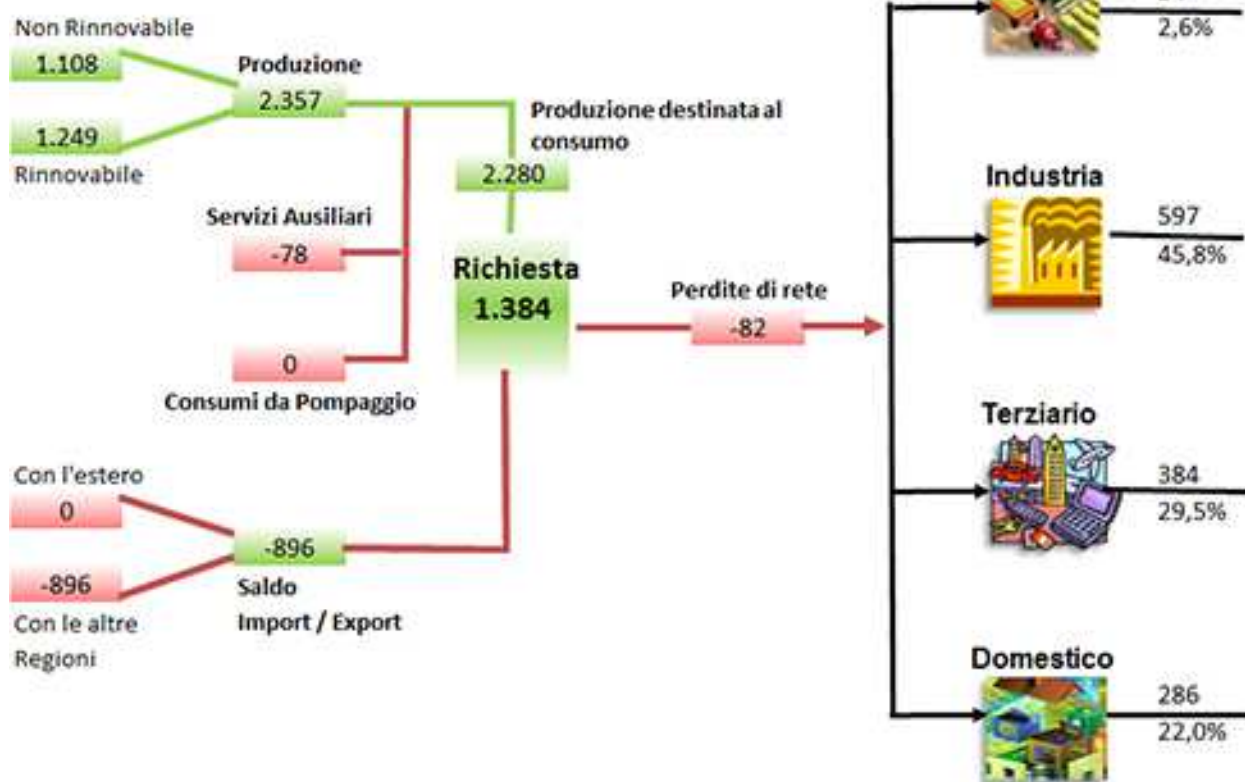 Non Rinnovabile
1.108
Produzione
2.357
1.249
Rinnovabile
Produzione destinata al
consumo
2.280
Servizi Ausiliari
-78
Richiesta
1.384
0
Consumi da Pompaggio
Perdite di rete
-82
Con l'estero
0
-896
Saldo
Import / Export
-896
Con le altre
Regioni
2,6%
Industria
597
45,8%
Terziario
384
29,5%
Domestico
286
22,0%